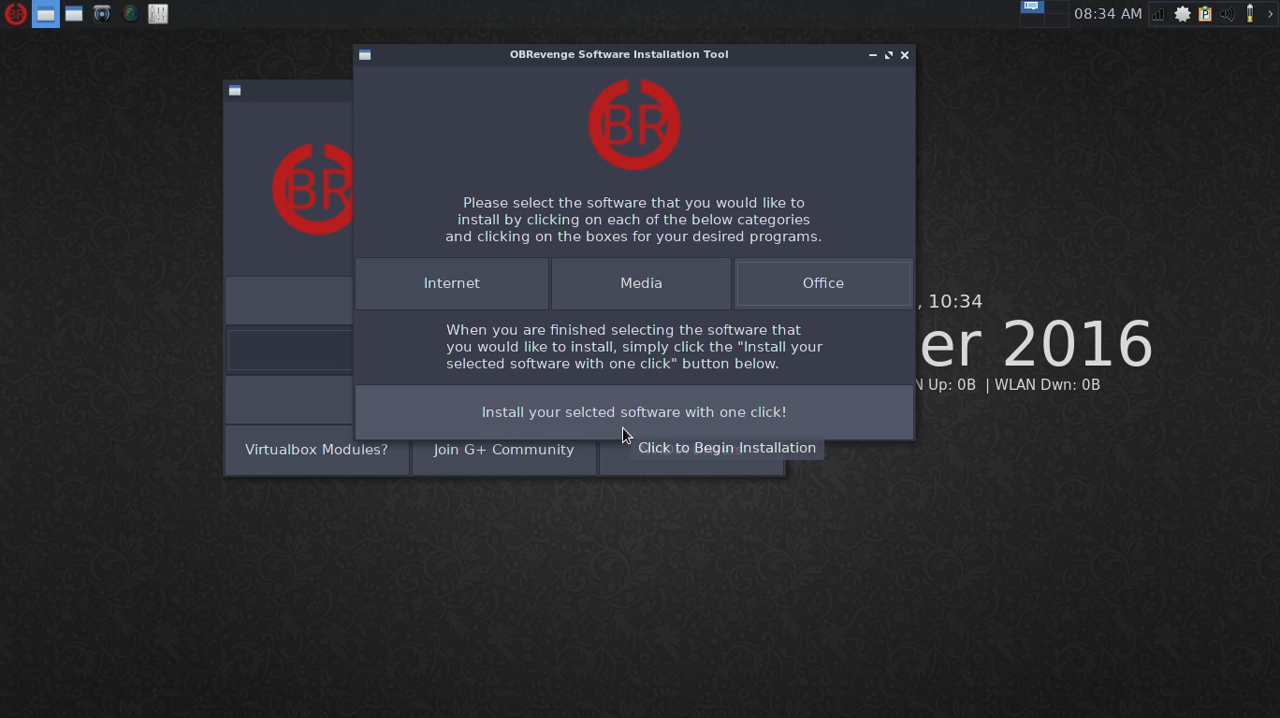 08:34 AM
OBRevenge Software Installation Tool
BR
BR
Please select the software that you would like to
install by clicking on each of the below categories
and clicking on the boxes for your desired programs.
Internet
Media
Office
When you are finished selecting the software that
you would like to install, simply click the "Install your
selected software with one click" button below.
Install your selcted software with one click!
Click to Begin Installation
Virtualbox Modules?
Join G+ Community
, 10:34
er 2016
Up: 0B | WLAN Dwn: 0B